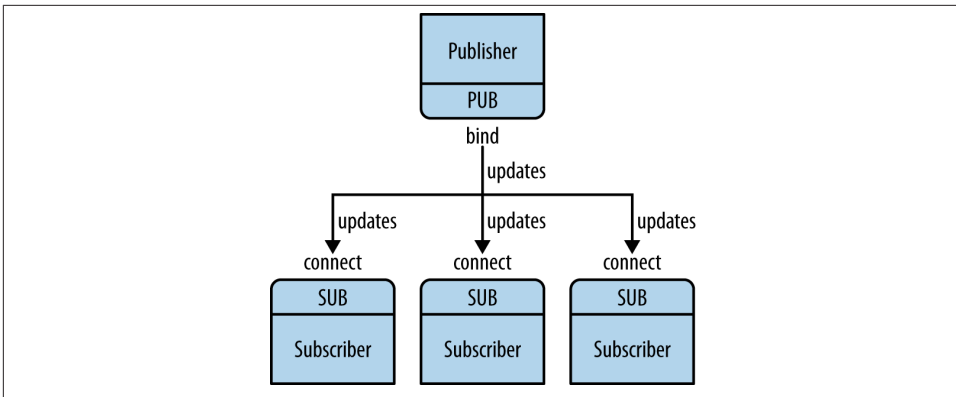 Publisher
PUB
bind
updates
updates updates updates
connect connect connect
SUB SUB SUB
Subscriber Subscriber Subscriber